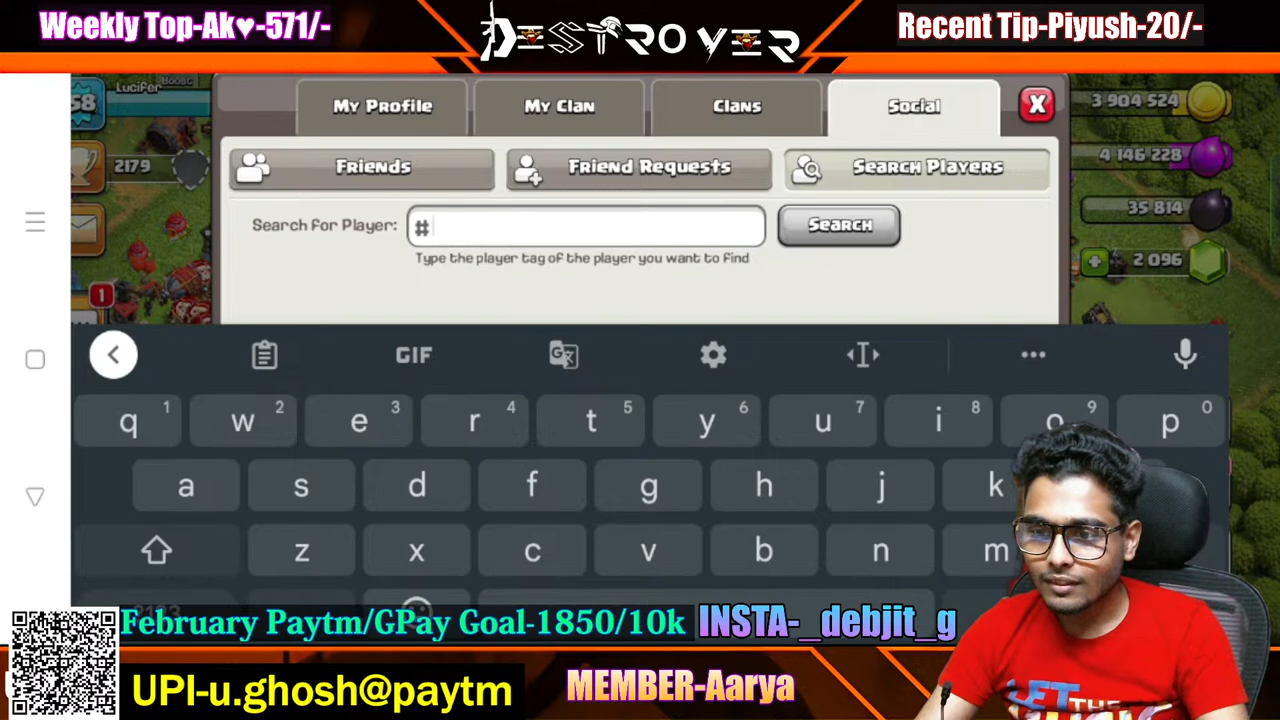 Weekly Top-Ak♥-571/-
DESTROYER
Recent Tip-Piyush-20/-
58
Lucifer
Boost
My Profile
My Clan
Clans
Social
X
3 904 524
2179
Friends
Friend Requests
Search Players
4 146 228
Search for Player:
#
Search
35 814
Type the player tag of the player you want to find
2 096
1
GIF
q 1 w 2 e 3 r 4 t 5 y 6 u 7 i 8 o 9 p 0
a s d f g h j k
z x c v b n m
February Paytm/GPay Goal-1850/10k
INSTA-_debjit_g
UPI-u.ghosh@paytm
MEMBER-Aarya
LET THE